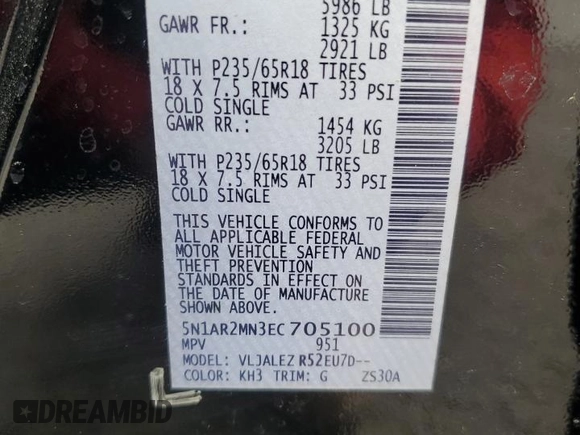 5986 LB
GAWR FR.: 1325 KG
2921 LB
WITH P235/65R18 TIRES
18 X 7.5 RIMS AT 33 PSI
COLD SINGLE
GAWR RR.: 1454 KG
3205 LB
WITH P235/65R18 TIRES
18 X 7.5 RIMS AT 33 PSI
COLD SINGLE
THIS VEHICLE CONFORMS TO
ALL APPLICABLE FEDERAL
MOTOR VEHICLE SAFETY AND
THEFT PREVENTION
STANDARDS IN EFFECT ON
THE DATE OF MANUFACTURE
SHOWN ABOVE.
5N1AR2MN3EC705100
MPV 951
MODEL: VLJALEZ R52EU7D--
COLOR: KH3 TRIM: G ZS30A
DREAMBID